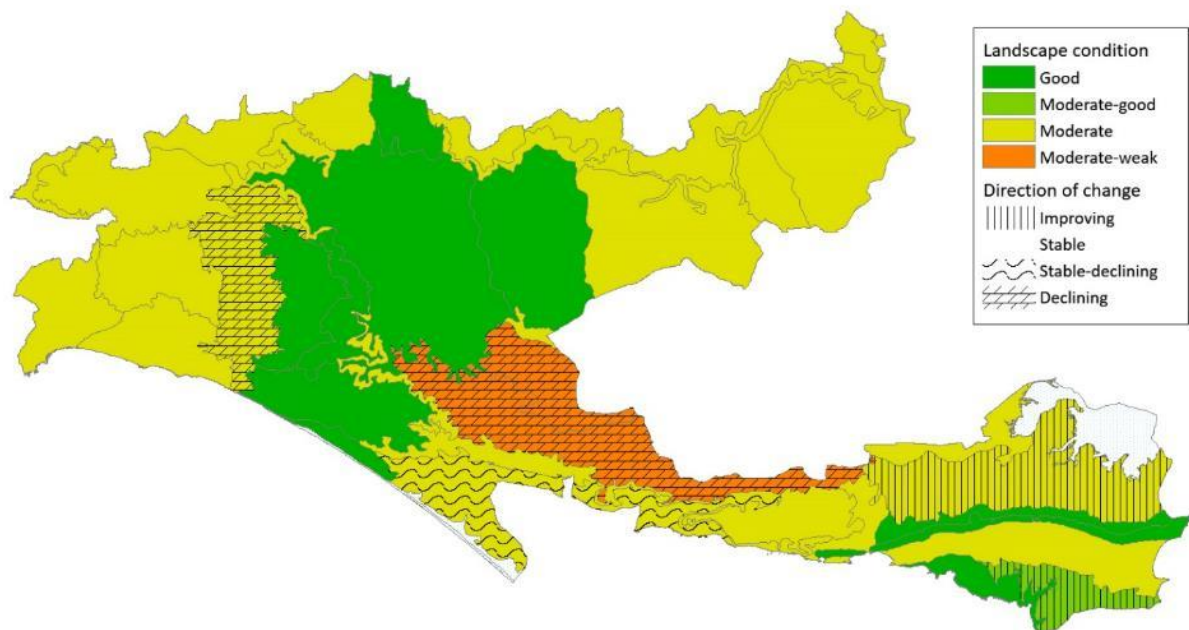 Landscape condition
Good
Moderate-good
Moderate
Moderate-weak
Direction of change
Improving
Stable
Stable-declining
Declining